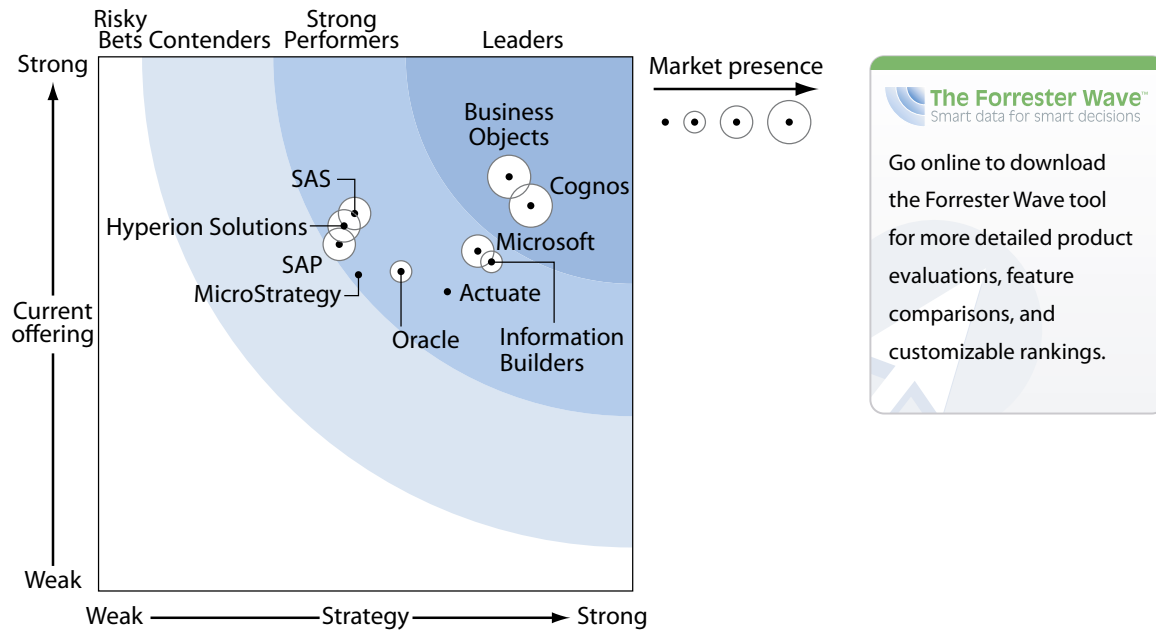 Risky
Bets
Contenders
Strong
Performers
Leaders
Strong
Current
offering
Weak
Weak
Strategy
Strong
Business
Objects
Cognos
SAS
Hyperion Solutions
SAP
MicroStrategy
Microsoft
Actuate
Oracle
Information
Builders
Market presence
The Forrester Wave™
Smart data for smart decisions
Go online to download
the Forrester Wave tool
for more detailed product
evaluations, feature
comparisons, and
customizable rankings.